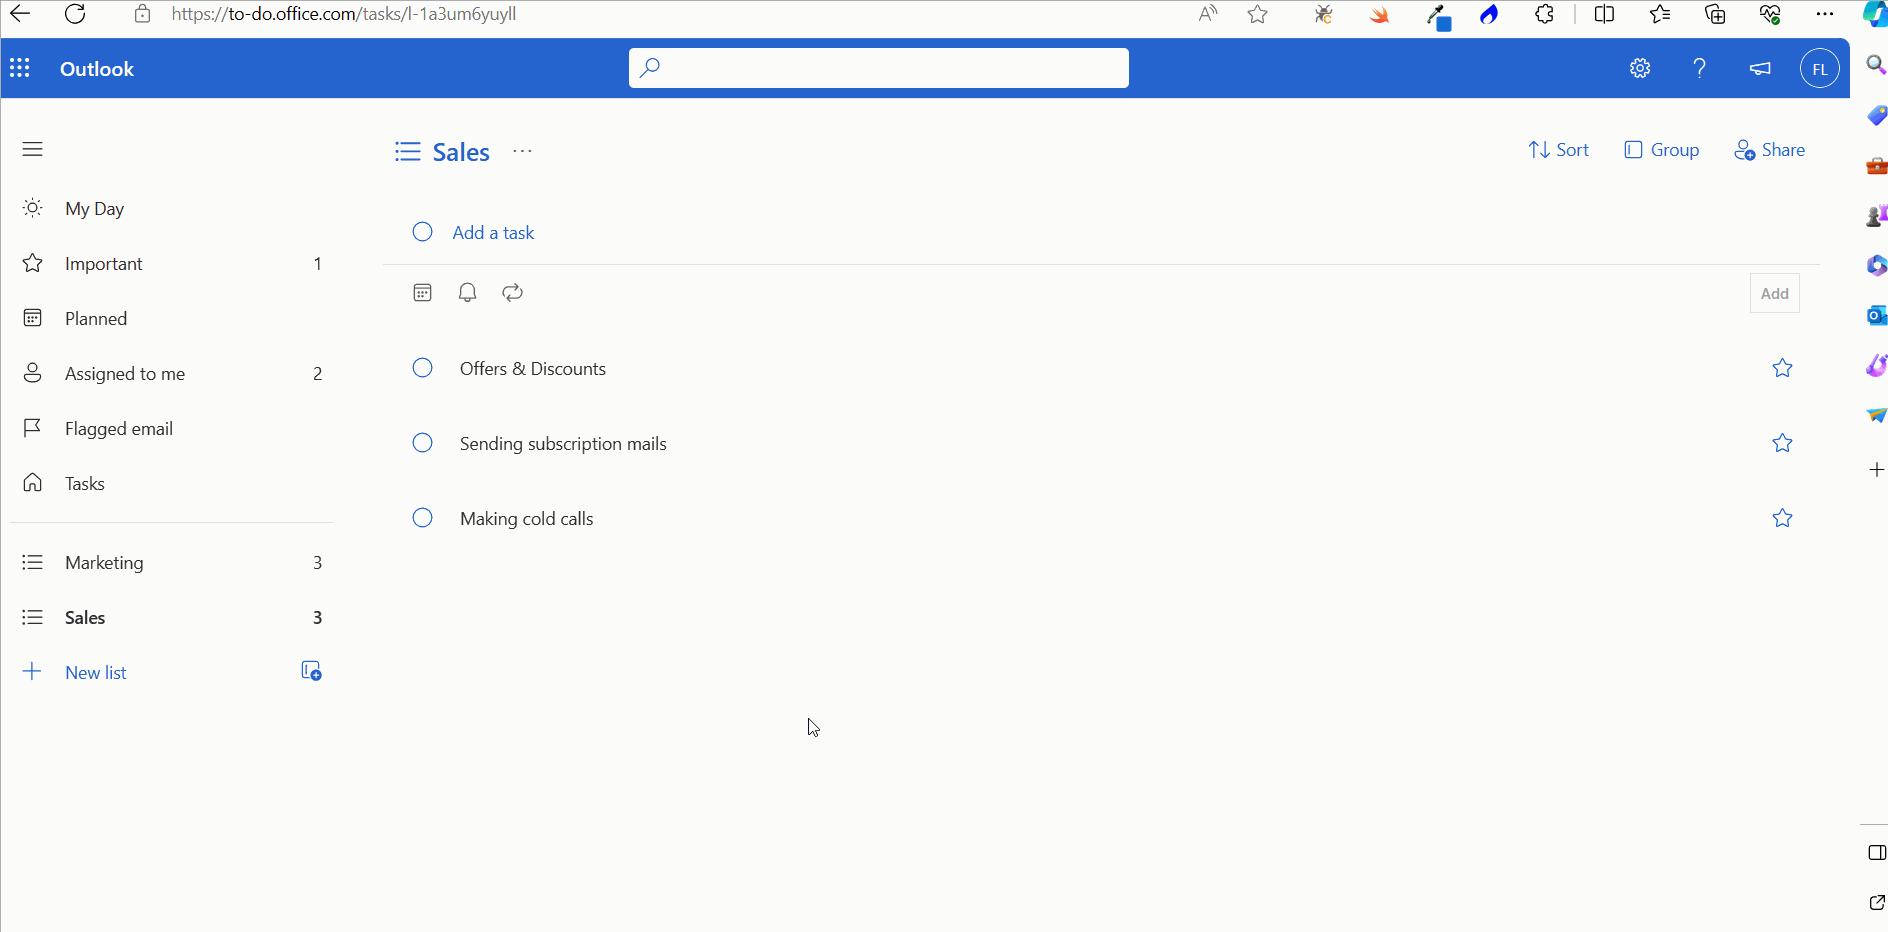 https://to-do.office.com/tasks/l-1a3um6yuyll
Outlook
FL
Sales
Sort
Group
Share
My Day
Add a task
Important 1
Add
Planned
Offers & Discounts
Assigned to me 2
Flagged email
Sending subscription mails
Tasks
Making cold calls
Marketing 3
Sales 3
New list